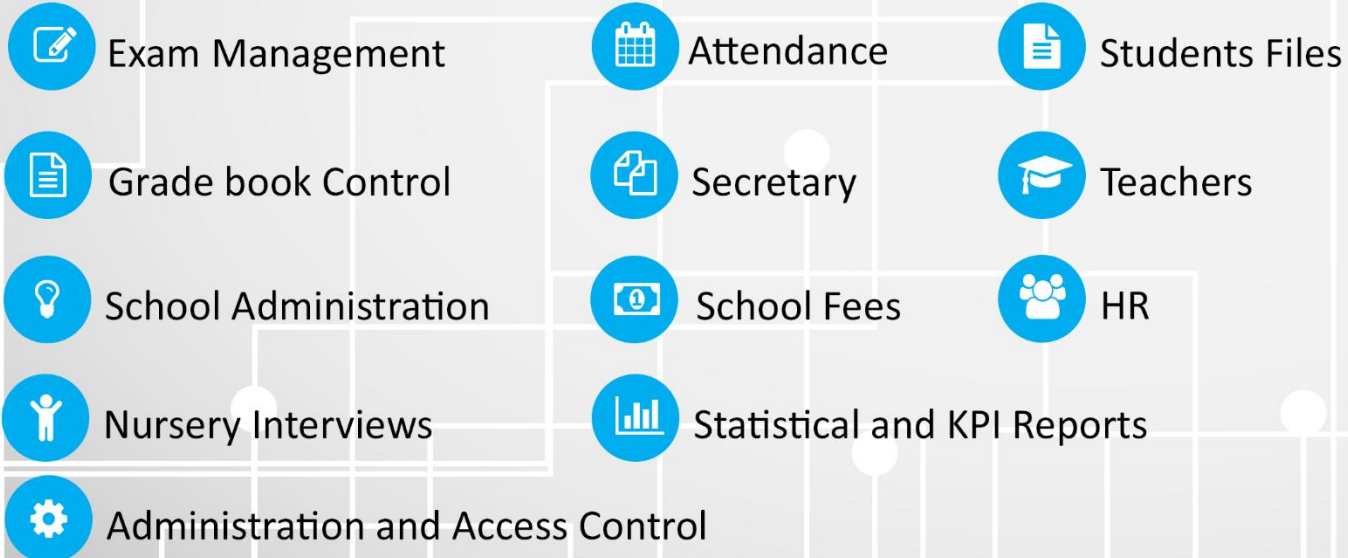 Exam Management
Attendance
Students Files
Grade book Control
Secretary
Teachers
School Administration
School Fees
HR
Nursery Interviews
Statistical and KPI Reports
Administration and Access Control